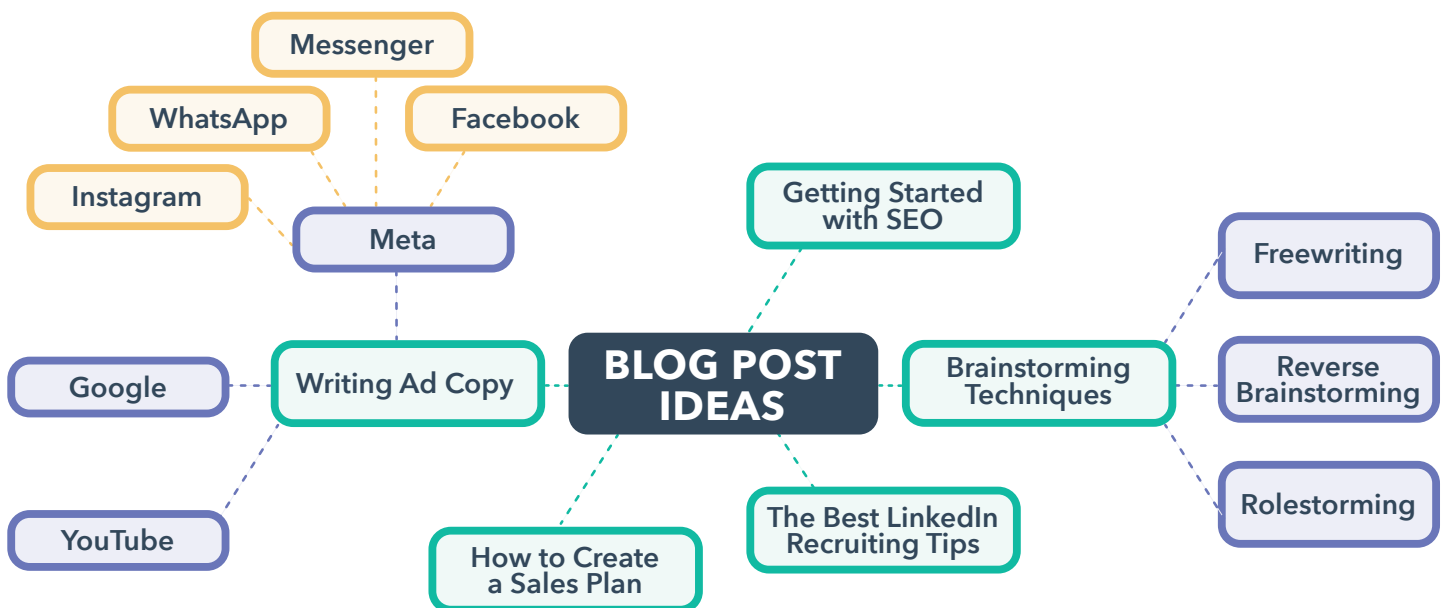 Messenger
WhatsApp
Facebook
Instagram
Meta
Getting Started
with SEO
Freewriting
Google
Writing Ad Copy
BLOG POST
IDEAS
Brainstorming
Techniques
Reverse
Brainstorming
YouTube
How to Create
a Sales Plan
The Best LinkedIn
Recruiting Tips
Rolestorming